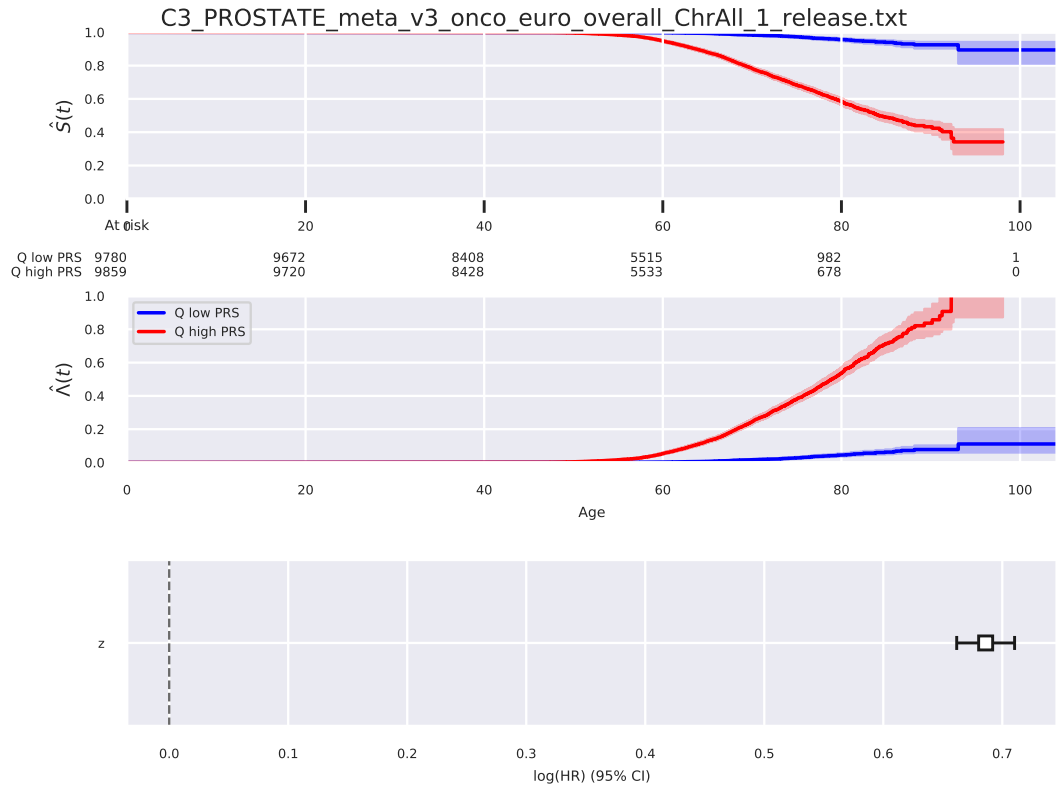 C3_PROSTATE_meta_v3_onco_euro_overall_ChrAll_1_release.txt
1.0
0.8
0.6
0.4
0.2
0.0
Ŝ(t)
0 20 40 60 80 100
At risk
Q low PRS 9780 9672 8408 5515 982 1
Q high PRS 9859 9720 8428 5533 678 0
1.0
0.8
0.6
0.4
0.2
0.0
Λ̂(t)
Q low PRS
Q high PRS
0 20 40 60 80 100
Age
z
0.0 0.1 0.2 0.3 0.4 0.5 0.6 0.7
log(HR) (95% CI)